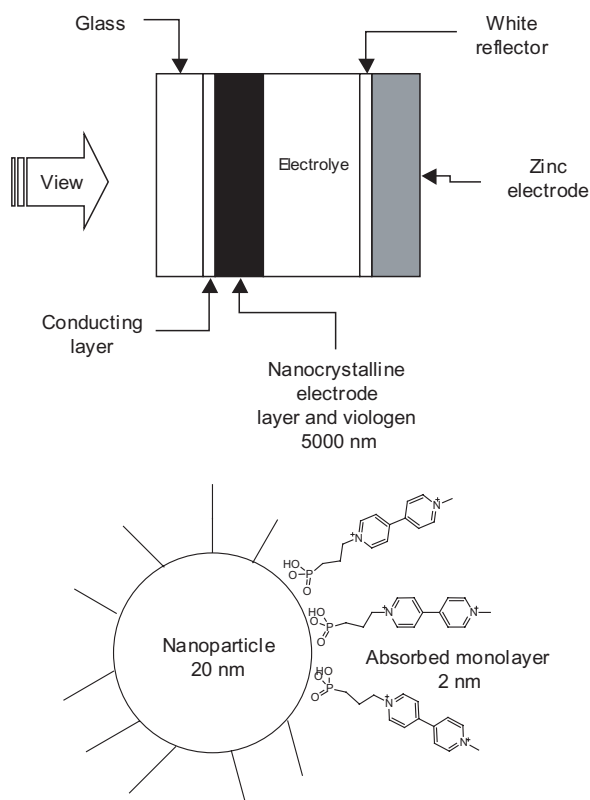 Glass
White
reflector
View
Electrolye
Zinc
electrode
Conducting
layer
Nanocrystalline
electrode
layer and viologen
5000 nm
Nanoparticle
20 nm
Absorbed monolayer
2 nm
HO
O
P
O
+N
N+
HO
O
P
O
+N
N+
HO
O
P
O
N+
N+